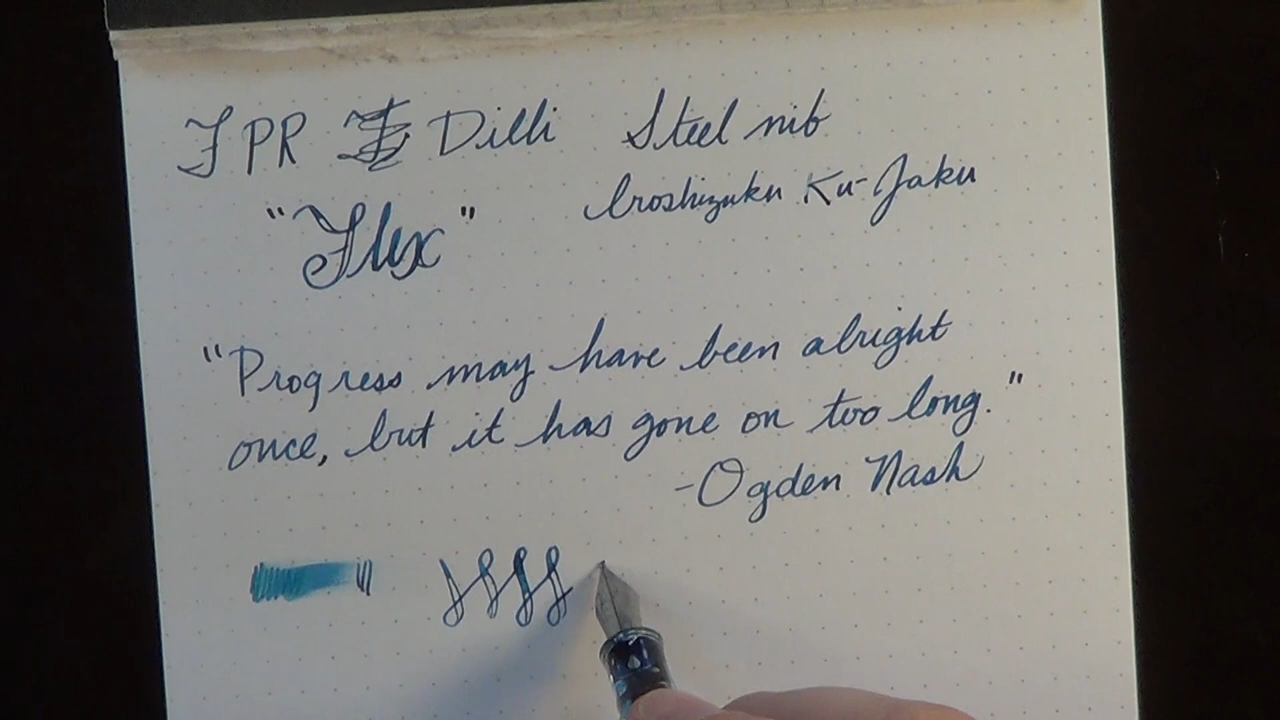 FPR Dilli Steel nib
"Flex" Iroshizuku Ku-Jaku
"Progress may have been alright
once, but it has gone on too long."
-Ogden Nash